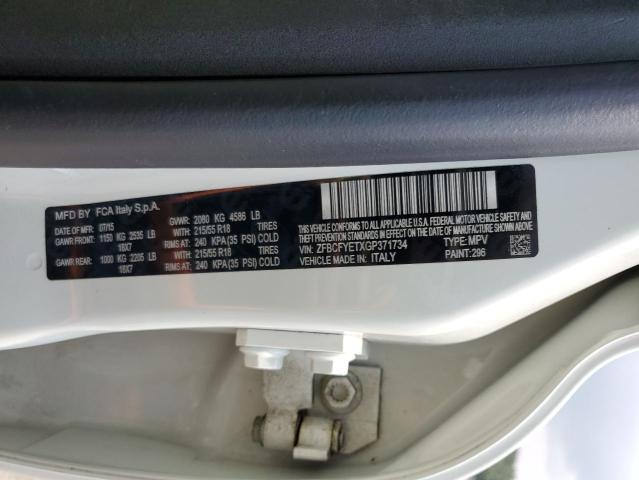 MFD BY FCA Italy S.p.A.
DATE OF MFR 07/15 GVWR: 2080 KG 4586 LB
GAWR FRONT: 1150 KG 2535 LB WITH: 215/55 R18 TIRES
18X7 RIMS AT: 240 KPA(35 PSI) COLD
GAWR REAR: 1000 KG 2205 LB WITH: 215/55 R18 TIRES
18X7 RIMS AT: 240 KPA (35 PSI) COLD
THIS VEHICLE CONFORMS TO ALL APPLICABLE U.S.A. FEDERAL MOTOR VEHICLE SAFETY, BUMPER AND THEFT
PREVENTION STANDARDS IN EFFECT ON THE DATE OF MANUFACTURE SHOWN ABOVE.
VIN: ZFBCFYETXGP371734 TYPE: MPV
VEHICLE MADE IN: ITALY PAINT: 296